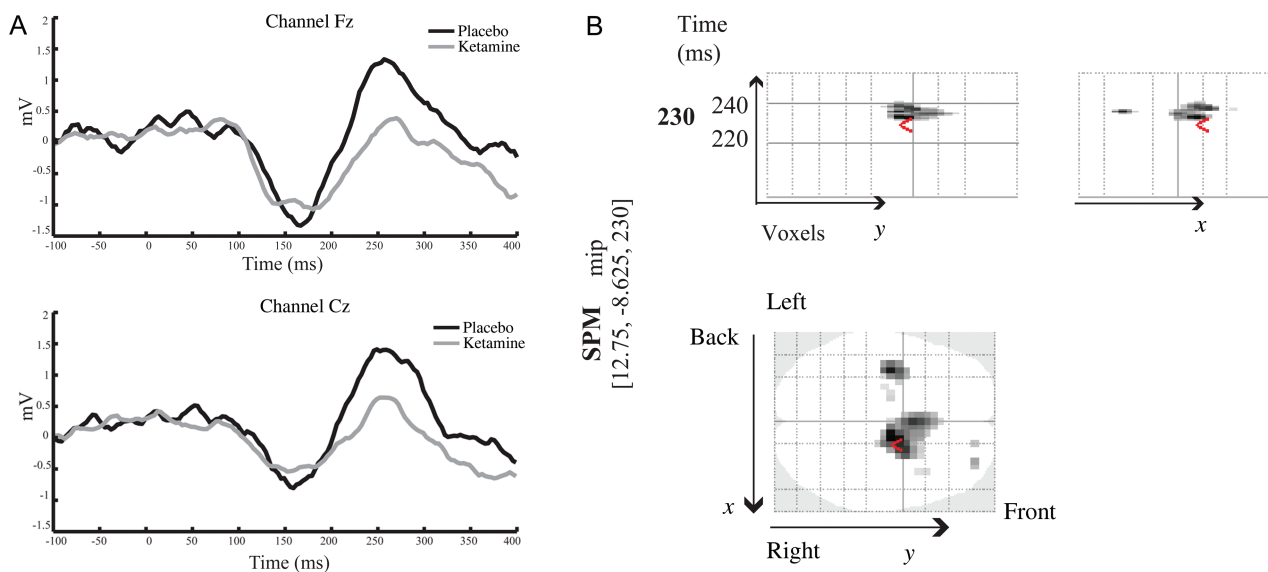 A
Channel Fz
Placebo
Ketamine
mV
2
1.5
1
0.5
0
-0.5
-1
-1.5
-100 -50 0 50 100 150 200 250 300 350 400
Time (ms)
Channel Cz
Placebo
Ketamine
mV
2
1.5
1
0.5
0
-0.5
-1
-1.5
-100 -50 0 50 100 150 200 250 300 350 400
Time (ms)
B
Time
(ms)
230
240
220
Voxels
y
x
SPM mip
[12.75, -8.625, 230]
Left
Back
x
Front
Right
y